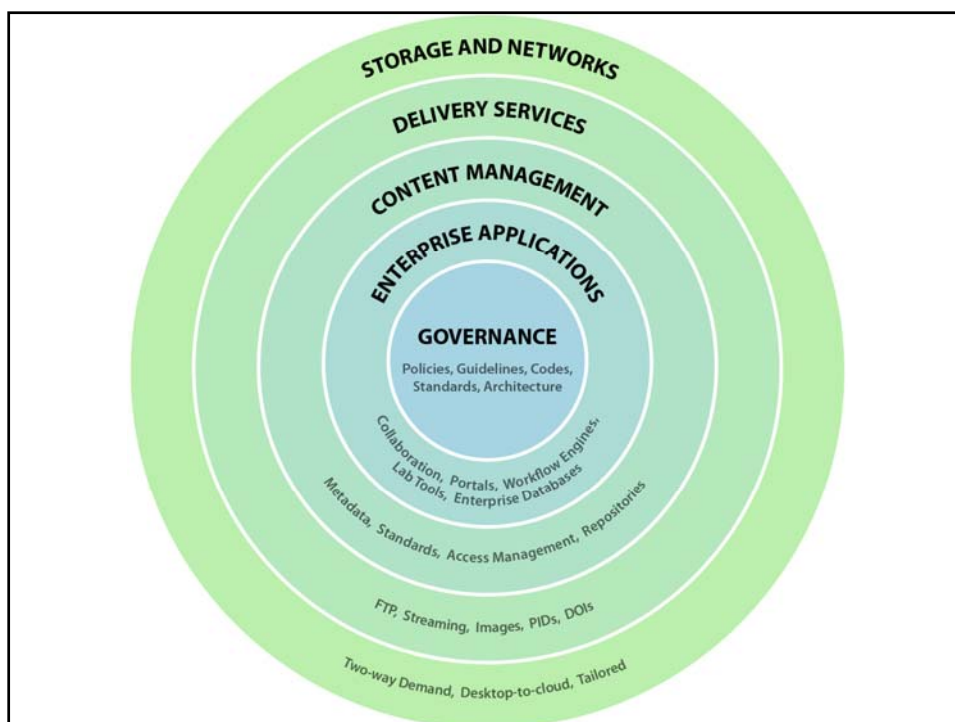 STORAGE AND NETWORKS
DELIVERY SERVICES
CONTENT MANAGEMENT
ENTERPRISE APPLICATIONS
GOVERNANCE
Policies, Guidelines, Codes,
Standards, Architecture
Collaboration, Portals, Workflow Engines,
Lab Tools, Enterprise Databases
Metadata, Standards, Access Management, Repositories
FTP, Streaming, Images, PIDs, DOIs
Two-way Demand, Desktop-to-cloud, Tailored